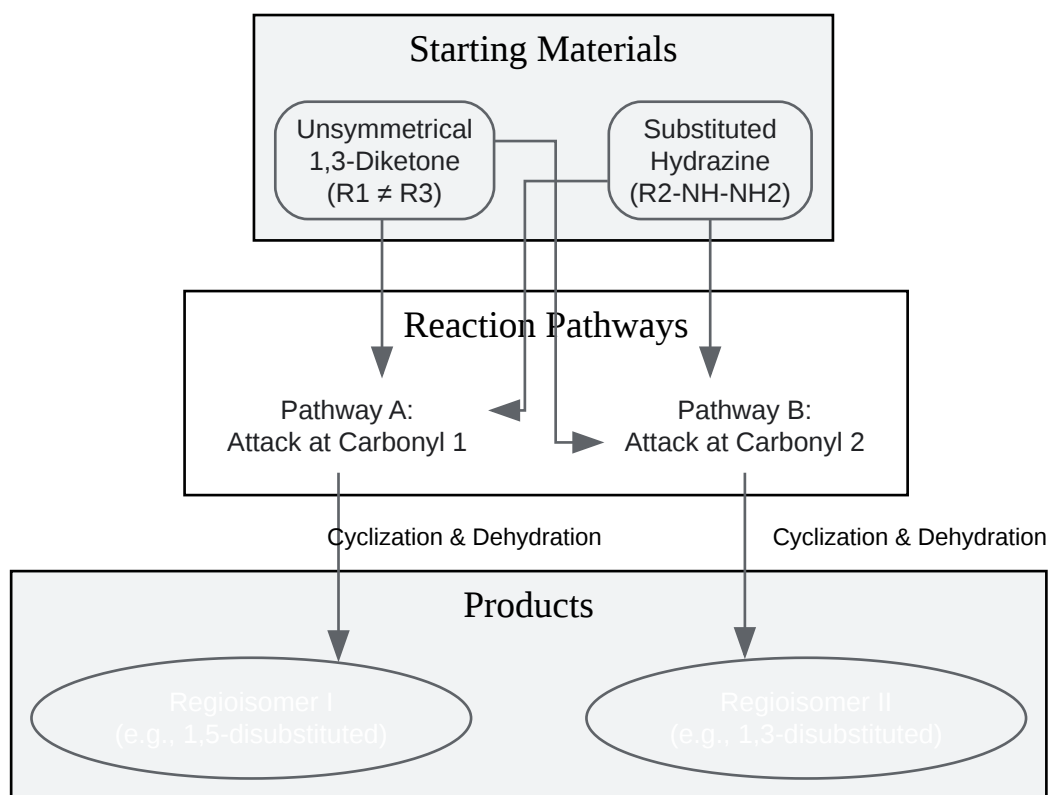 Starting Materials
Unsymmetrical
1,3-Diketone
(R1 ≠ R3)
Substituted
Hydrazine
(R2-NH-NH2)
Reaction Pathways
Pathway A:
Attack at Carbonyl 1
Pathway B:
Attack at Carbonyl 2
Cyclization & Dehydration
Cyclization & Dehydration
Products
Regioisomer I
(e.g., 1,5-disubstituted)
Regioisomer II
(e.g., 1,3-disubstituted)